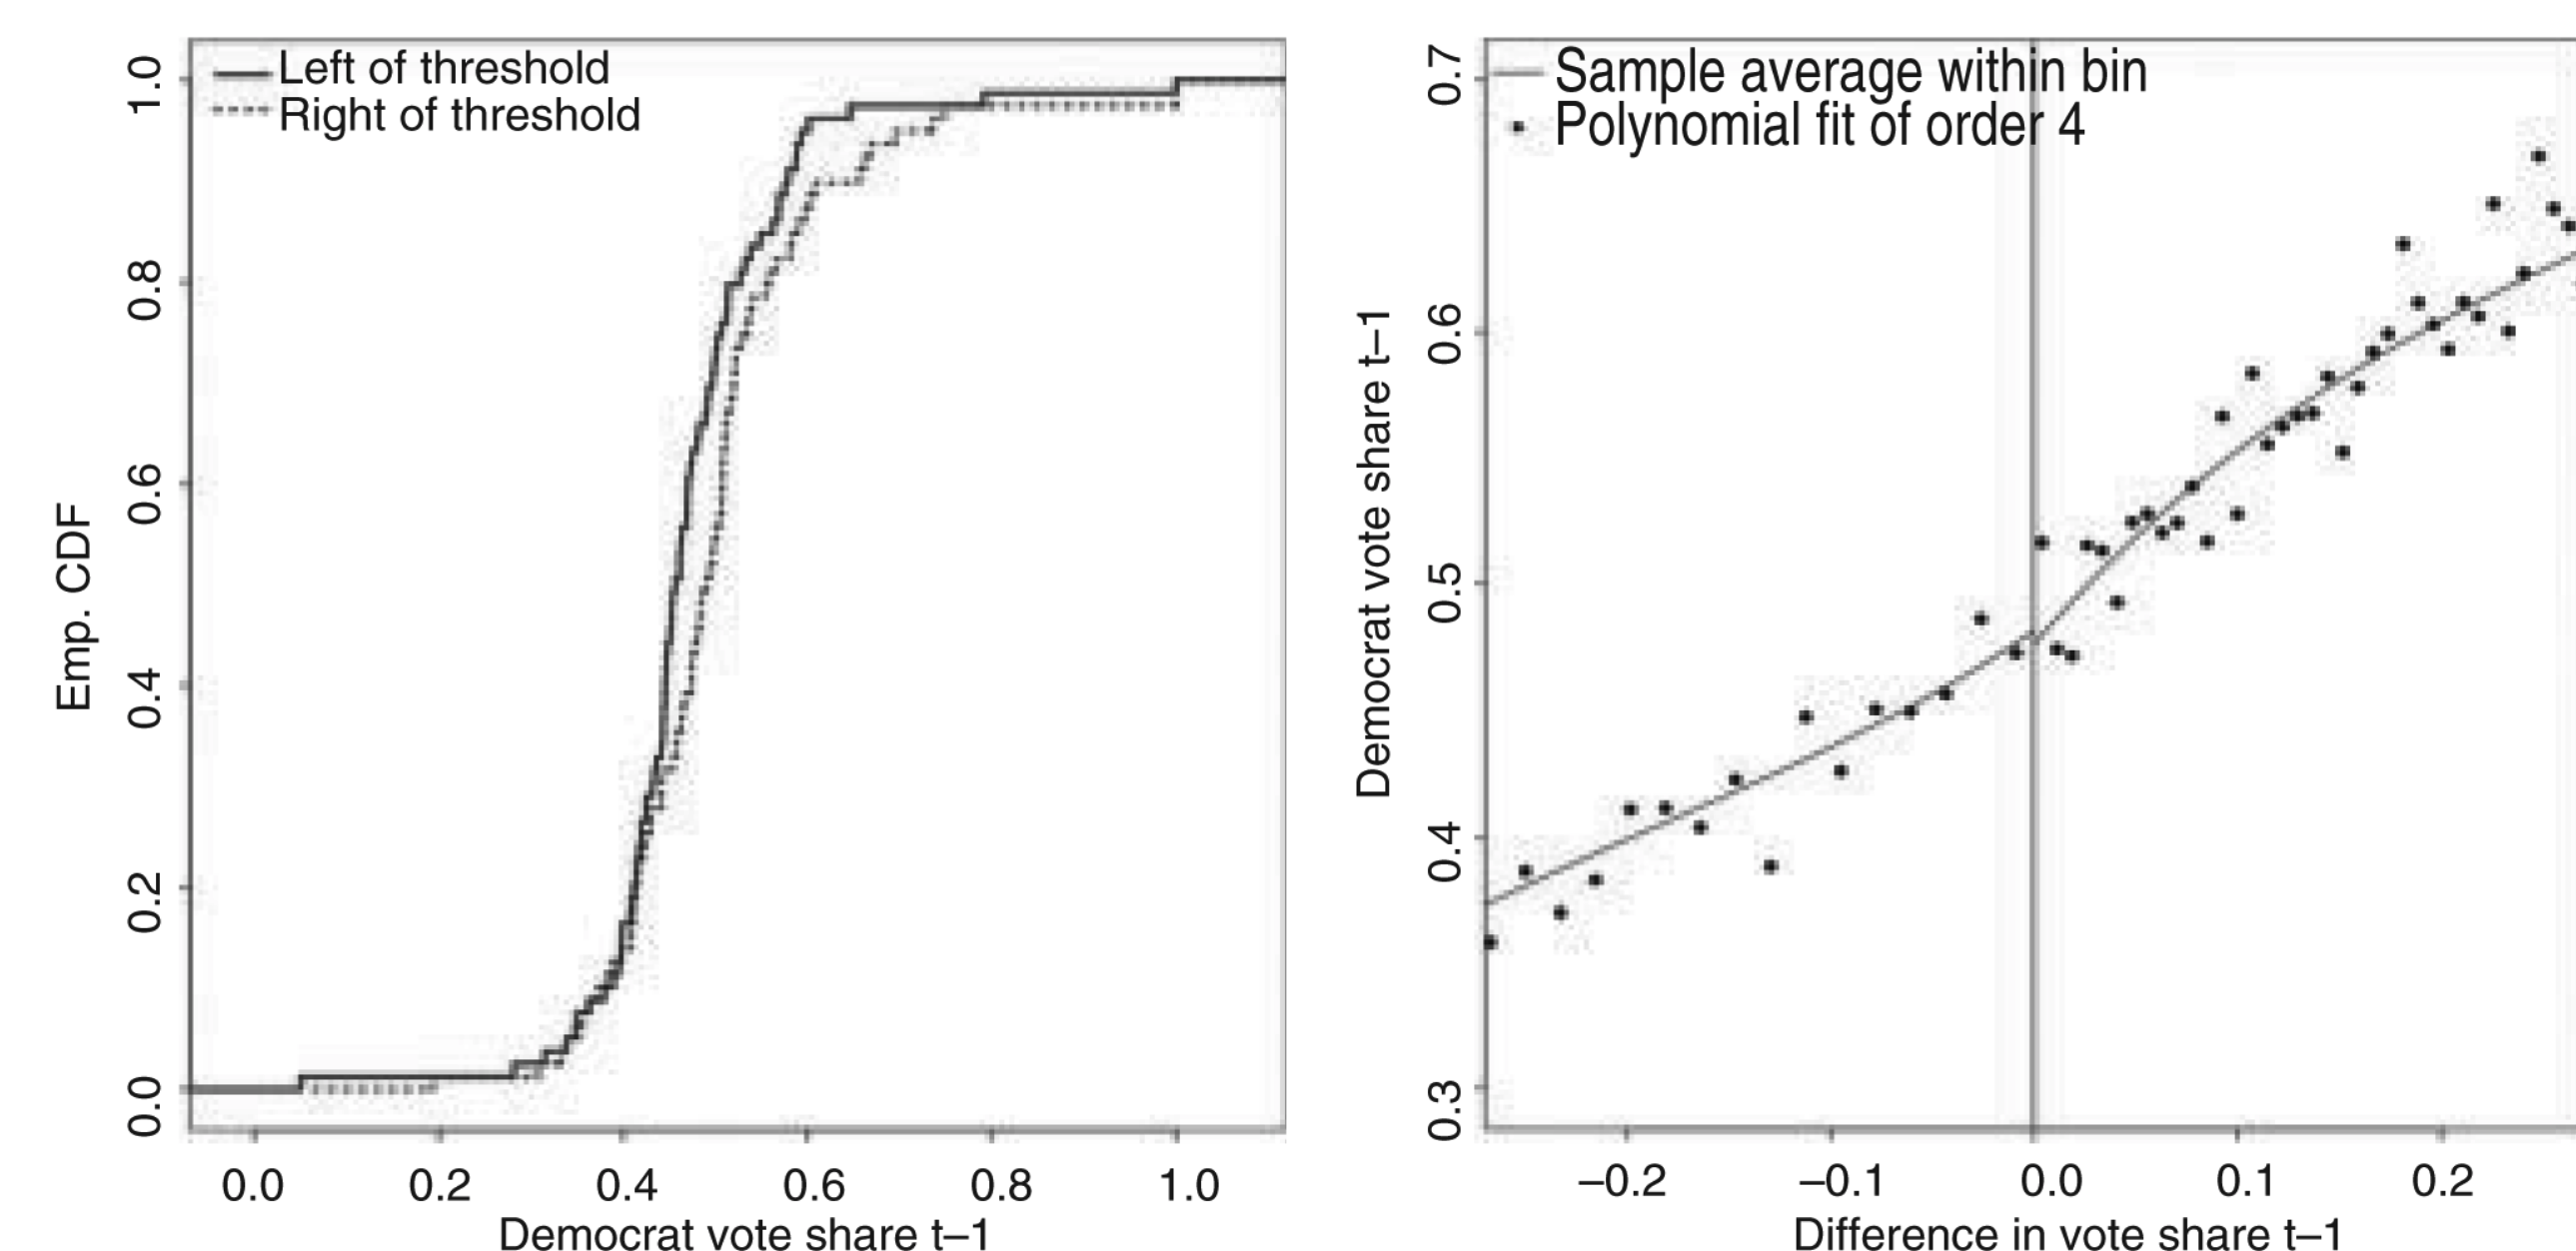 Left of threshold
Right of threshold
1.0
0.8
0.6
0.4
0.2
0.0
Emp. CDF
0.0 0.2 0.4 0.6 0.8 1.0
Democrat vote share t–1
Sample average within bin
Polynomial fit of order 4
0.7
0.6
0.5
0.4
0.3
Democrat vote share t–1
–0.2 –0.1 0.0 0.1 0.2
Difference in vote share t–1